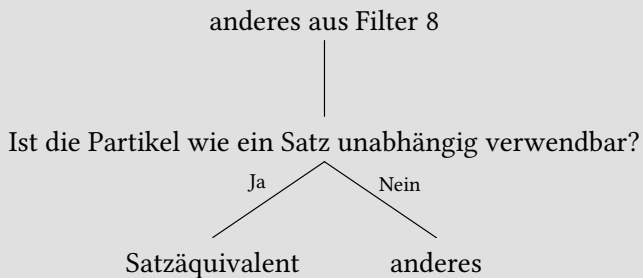 anderes aus Filter 8
Ist die Partikel wie ein Satz unabhängig verwendbar?
Ja
Nein
Satzäquivalent
anderes